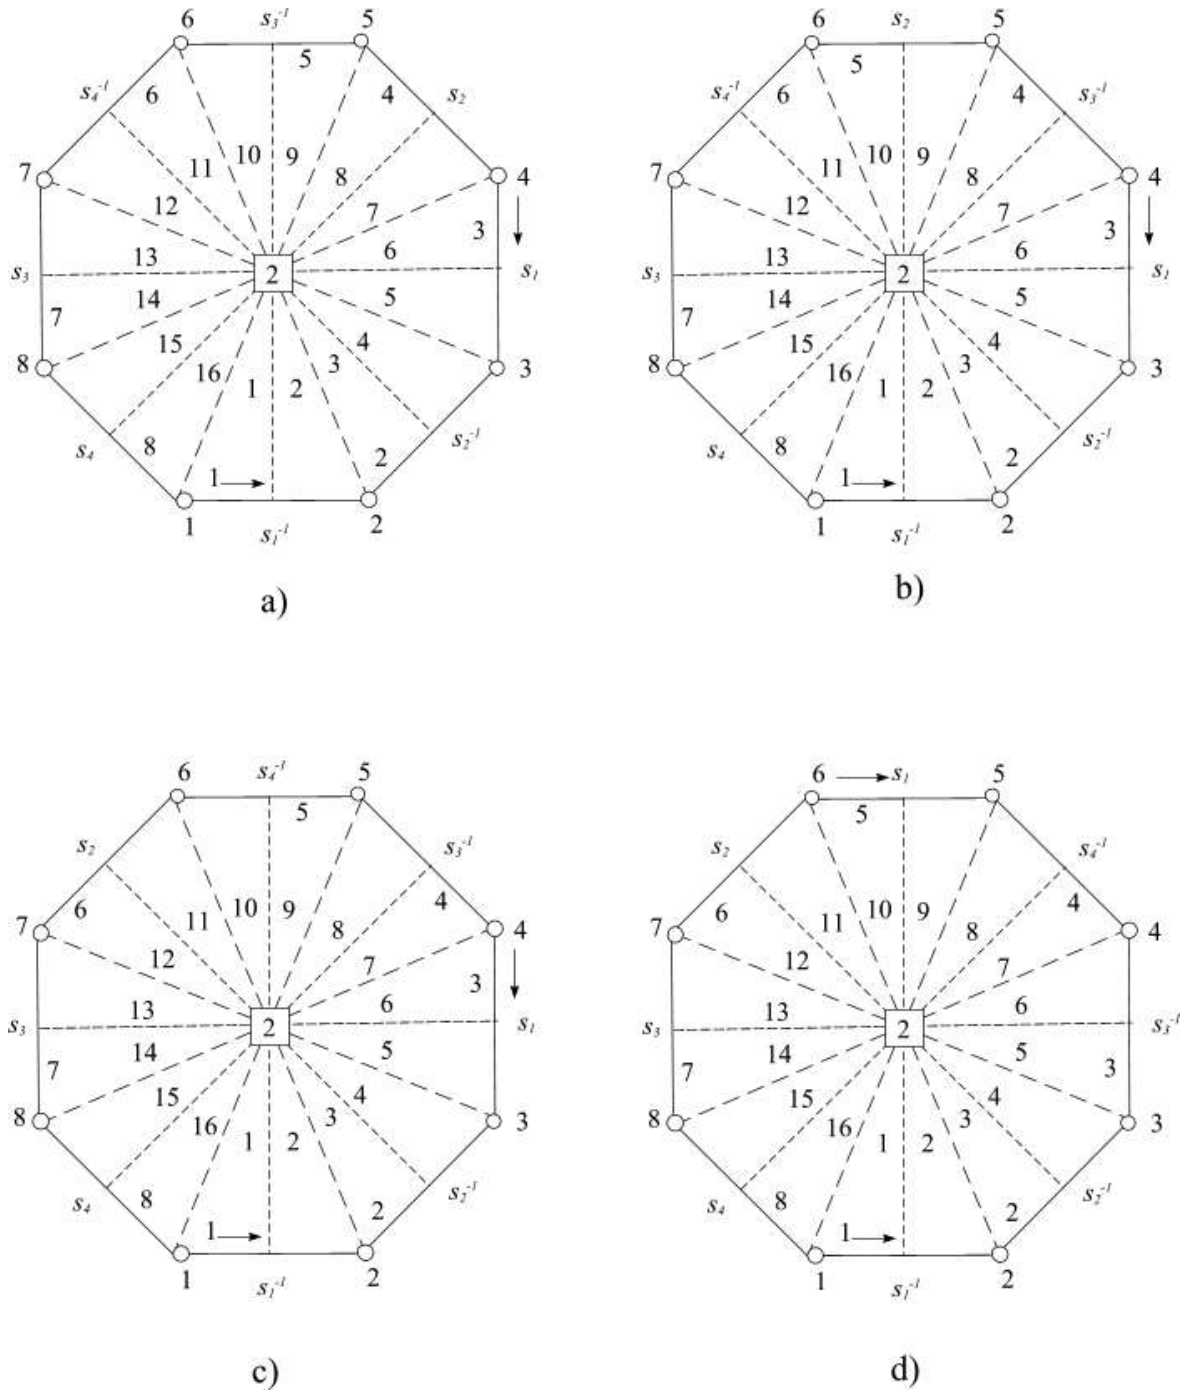 6 s₃⁻¹ 5
5
s₄⁻¹ 6 4 s₂
10 9
11 8
7 12 7 4
3
13 6
s₃ 2 s₁
14 5
7 15 4
8 16 1 2 3 3
s₄ 8 2 s₂⁻¹
1
1 s₁⁻¹ 2
a)
6 s₂ 5
5
s₄⁻¹ 6 4 s₃⁻¹
10 9
11 8
7 12 7 4
3
13 6
s₃ 2 s₁
14 5
7 15 4
8 16 1 2 3 3
s₄ 8 2 s₂⁻¹
1
1 s₁⁻¹ 2
b)
6 s₄⁻¹ 5
5
s₂ 6 4 s₃⁻¹
10 9
11 8
7 12 7 4
3
13 6
s₃ 2 s₁
14 5
7 15 4
8 16 1 2 3 3
s₄ 8 2 s₂⁻¹
1
1 s₁⁻¹ 2
c)
6 s₁ 5
5
s₂ 6 4 s₄⁻¹
10 9
11 8
7 12 7 4
13 6
s₃ 2 s₃⁻¹
14 5
7 15 4 3
8 16 1 2 3 3
s₄ 8 2 s₂⁻¹
1
1 s₁⁻¹ 2
d)